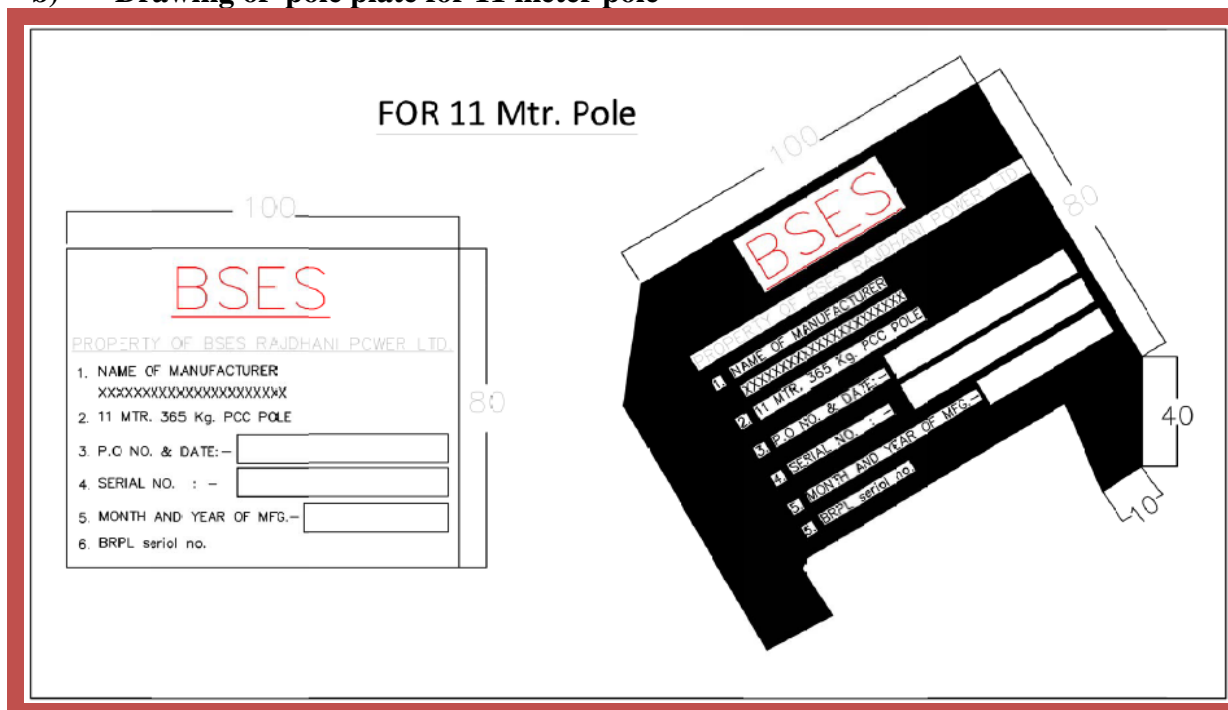 b) Drawing of pole plate for 11 meter pole
FOR 11 Mtr. Pole
100
BSES
PROPERTY OF BSES RAJDHANI POWER LTD.
1. NAME OF MANUFACTURER
XXXXXXXXXXXXXXXXXXXXXX
2. 11 MTR. 365 Kg. PCC POLE
3. P.O NO. & DATE:-
4. SERIAL NO. : -
5. MONTH AND YEAR OF MFG.-
6. BRPL serial no.
80
100
BSES
PROPERTY OF BSES RAJDHANI POWER LTD.
1. NAME OF MANUFACTURER
XXXXXXXXXXXXXXXXXXXXXX
2. 11 MTR. 365 Kg. PCC POLE
3. P.O NO. & DATE:-
4. SERIAL NO. : -
5. MONTH AND YEAR OF MFG.-
5. BRPL serial no.
80
40
10